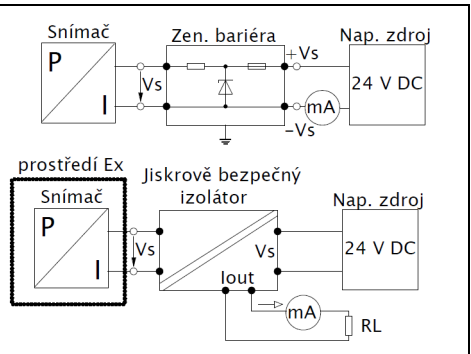 Snímač
Zen. bariéra
Nap. zdroj
P
I
Vs
+Vs
mA
-Vs
24 V DC
prostředí Ex
Jiskrově bezpečný
izolátor
Snímač
Nap. zdroj
P
I
Vs
Vs
24 V DC
Iout
mA
RL